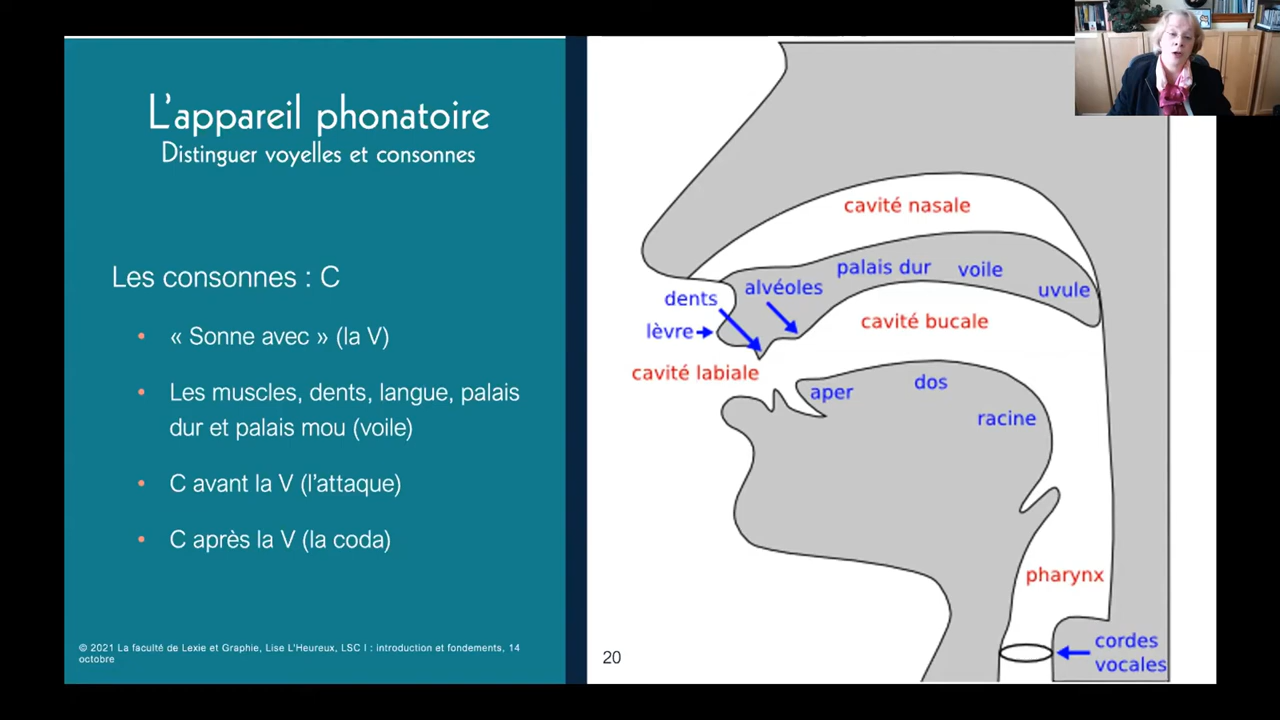 L'appareil phonatoire
Distinguer voyelles et consonnes
Les consonnes : C
• « Sonne avec » (la V)
• Les muscles, dents, langue, palais
dur et palais mou (voile)
• C avant la V (l'attaque)
• C après la V (la coda)
© 2021 La faculté de Lexie et Graphie, Lise L'Heureux, LSC I : introduction et fondements, 14
octobre
20
cavité nasale
palais dur
voile
uvule
alvéoles
dents
lèvre
cavité bucale
cavité labiale
aper
dos
racine
pharynx
cordes
vocales